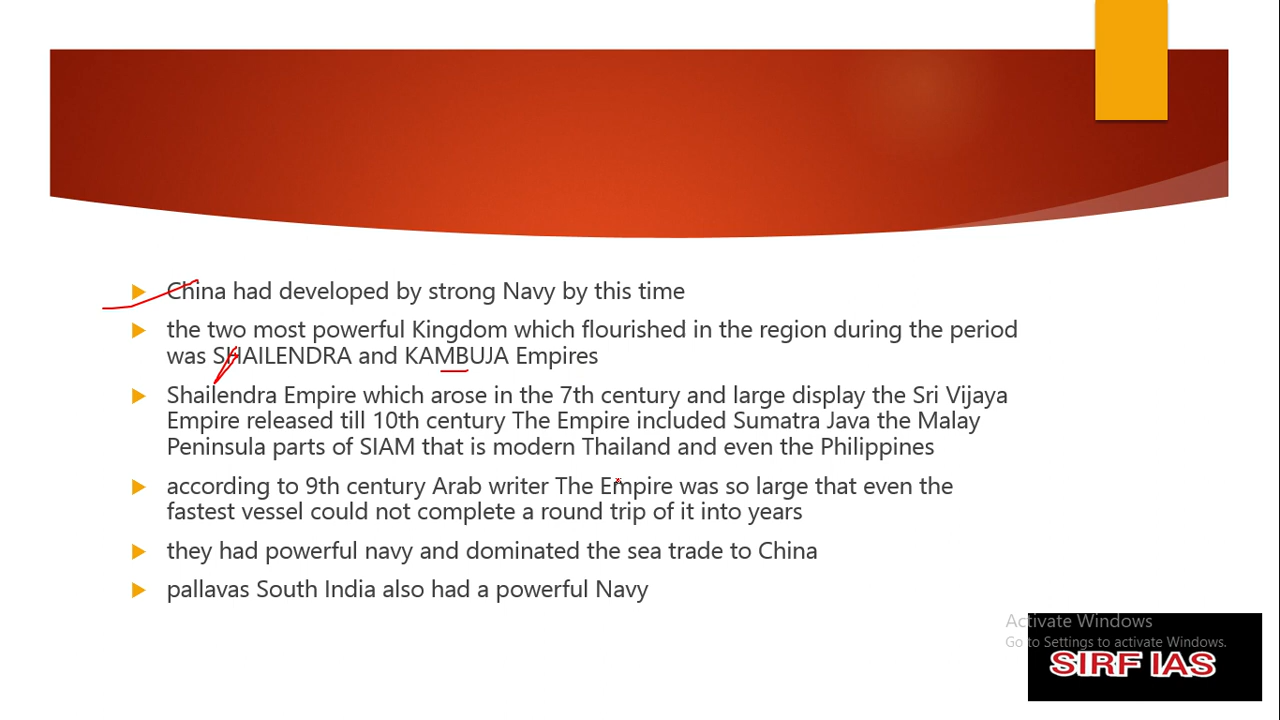 China had developed by strong Navy by this time
the two most powerful Kingdom which flourished in the region during the period
was SHAILENDRA and KAMBUJA Empires
Shailendra Empire which arose in the 7th century and large display the Sri Vijaya
Empire released till 10th century The Empire included Sumatra Java the Malay
Peninsula parts of SIAM that is modern Thailand and even the Philippines
according to 9th century Arab writer The Empire was so large that even the
fastest vessel could not complete a round trip of it into years
they had powerful navy and dominated the sea trade to China
pallavas South India also had a powerful Navy
Activate Windows
Go to Settings to activate Windows.
SIRF IAS